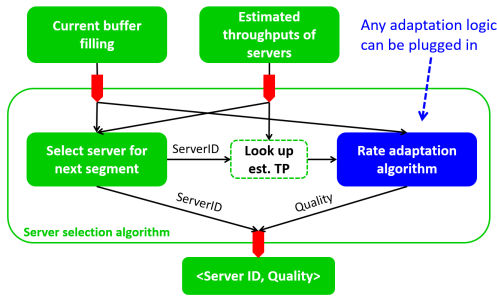 Current buffer
filling
Estimated
throughputs of
servers
Any adaptation logic
can be plugged in
Select server for
next segment
ServerID
Look up
est. TP
Rate adaptation
algorithm
ServerID
Quality
Server selection algorithm
<Server ID, Quality>